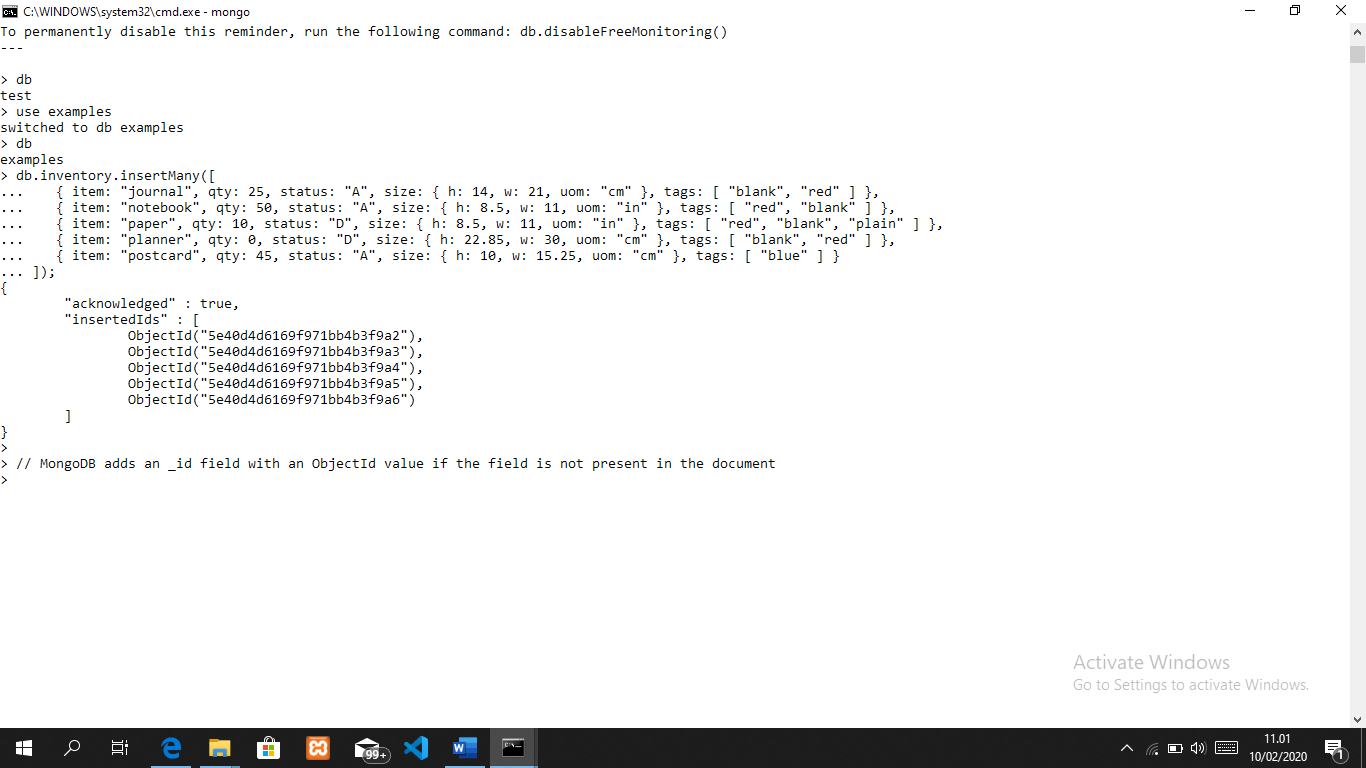 C:\WINDOWS\system32\cmd.exe - mongo
To permanently disable this reminder, run the following command: db.disableFreeMonitoring()
---
> db
test
> use examples
switched to db examples
> db
examples
> db.inventory.insertMany([
...    { item: "journal", qty: 25, status: "A", size: { h: 14, w: 21, uom: "cm" }, tags: [ "blank", "red" ] },
...    { item: "notebook", qty: 50, status: "A", size: { h: 8.5, w: 11, uom: "in" }, tags: [ "red", "blank" ] },
...    { item: "paper", qty: 10, status: "D", size: { h: 8.5, w: 11, uom: "in" }, tags: [ "red", "blank", "plain" ] },
...    { item: "planner", qty: 0, status: "D", size: { h: 22.85, w: 30, uom: "cm" }, tags: [ "blank", "red" ] },
...    { item: "postcard", qty: 45, status: "A", size: { h: 10, w: 15.25, uom: "cm" }, tags: [ "blue" ] }
... ]);
{
        "acknowledged" : true,
        "insertedIds" : [
                ObjectId("5e40d4d6169f971bb4b3f9a2"),
                ObjectId("5e40d4d6169f971bb4b3f9a3"),
                ObjectId("5e40d4d6169f971bb4b3f9a4"),
                ObjectId("5e40d4d6169f971bb4b3f9a5"),
                ObjectId("5e40d4d6169f971bb4b3f9a6")
        ]
}
>
> // MongoDB adds an _id field with an ObjectId value if the field is not present in the document
>
Activate Windows
Go to Settings to activate Windows.
99+
11.01
10/02/2020
1